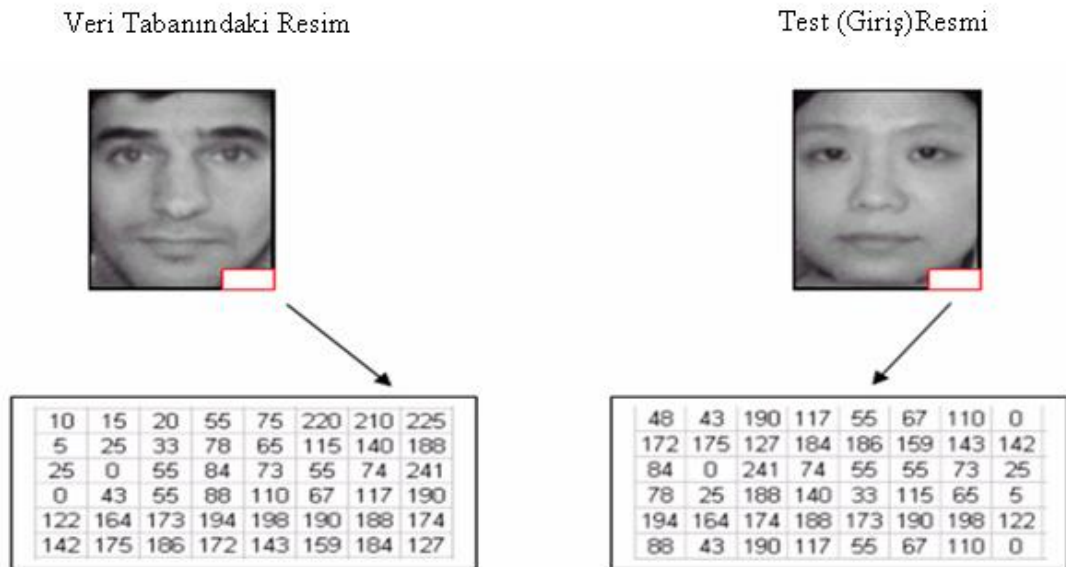 Veri Tabanındaki Resim
Test (Giriş)Resmi
10 15 20 55 75 220 210 225
5 25 33 78 65 115 140 188
25 0 55 84 73 55 74 241
0 43 55 88 110 67 117 190
122 164 173 194 198 190 188 174
142 175 186 172 143 159 184 127
48 43 190 117 55 67 110 0
172 175 127 184 186 159 143 142
84 0 241 74 55 55 73 25
78 25 188 140 33 115 65 5
194 164 174 188 173 190 198 122
88 43 190 117 55 67 110 0